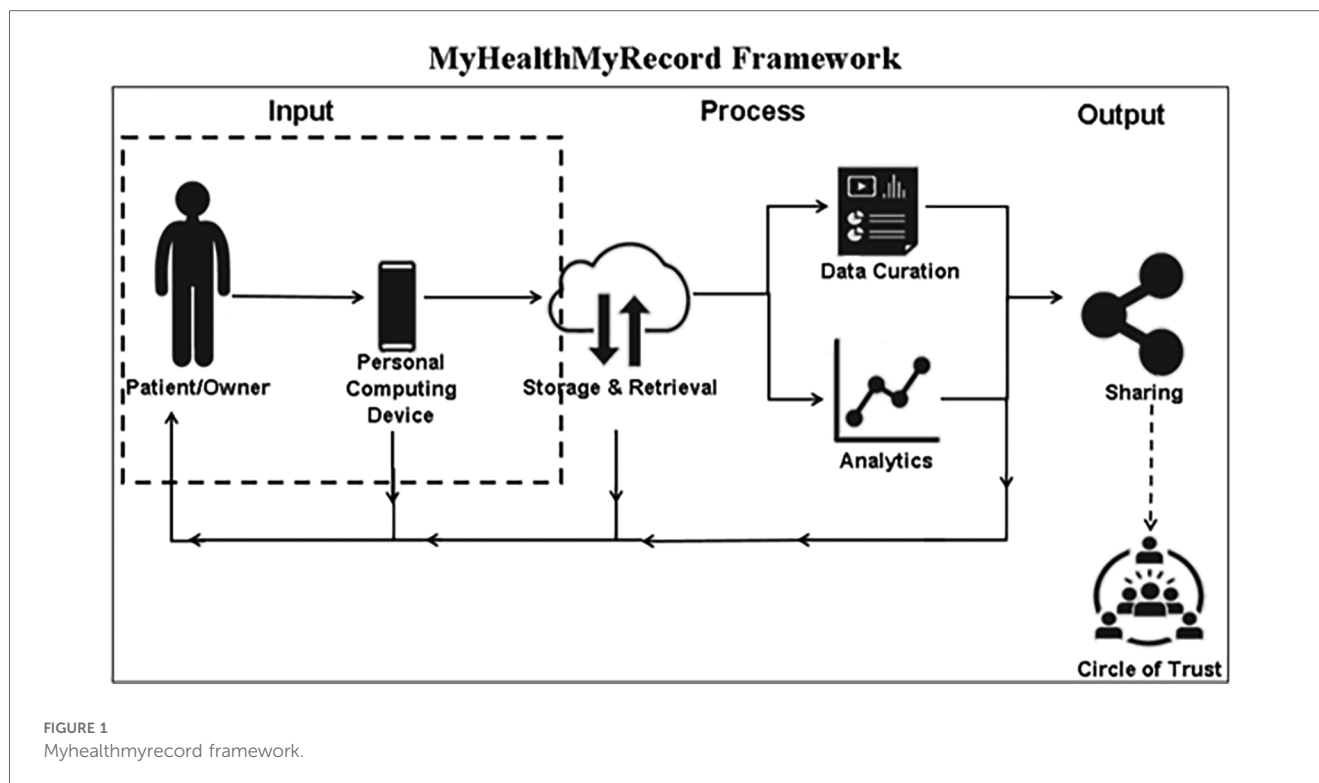 MyHealthMyRecord Framework
Input
Process
Output
Patient/Owner
Personal
Computing
Device
Storage & Retrieval
Data Curation
Analytics
Sharing
Circle of Trust
FIGURE 1
Myhealthmyrecord framework.